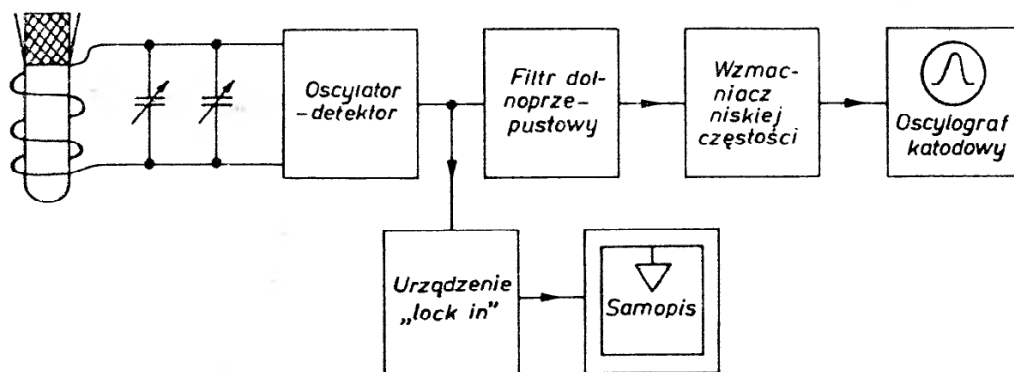 Oscylator
-detektor
Filtr dol-
noprze-
pustowy
Wzmac-
niacz
niskiej
częstości
Oscylograf
katodowy
Urządzenie
„lock in”
Samopis